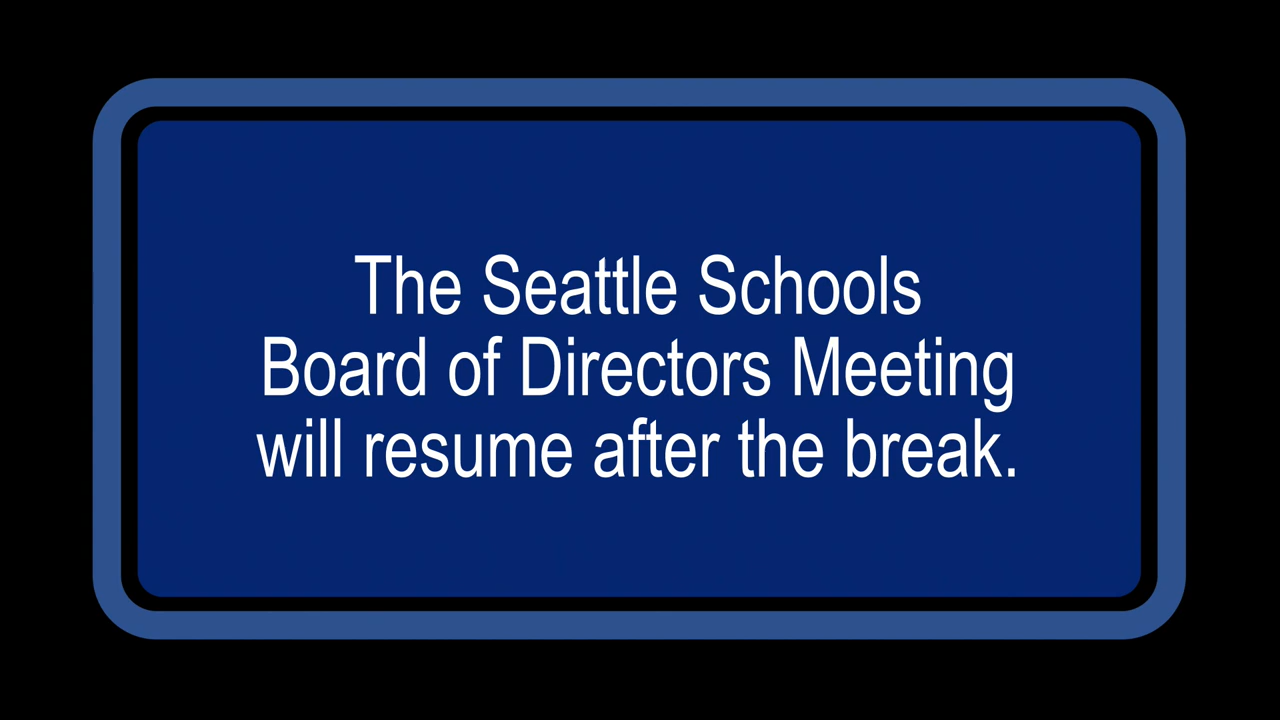 The Seattle Schools
Board of Directors Meeting
will resume after the break.